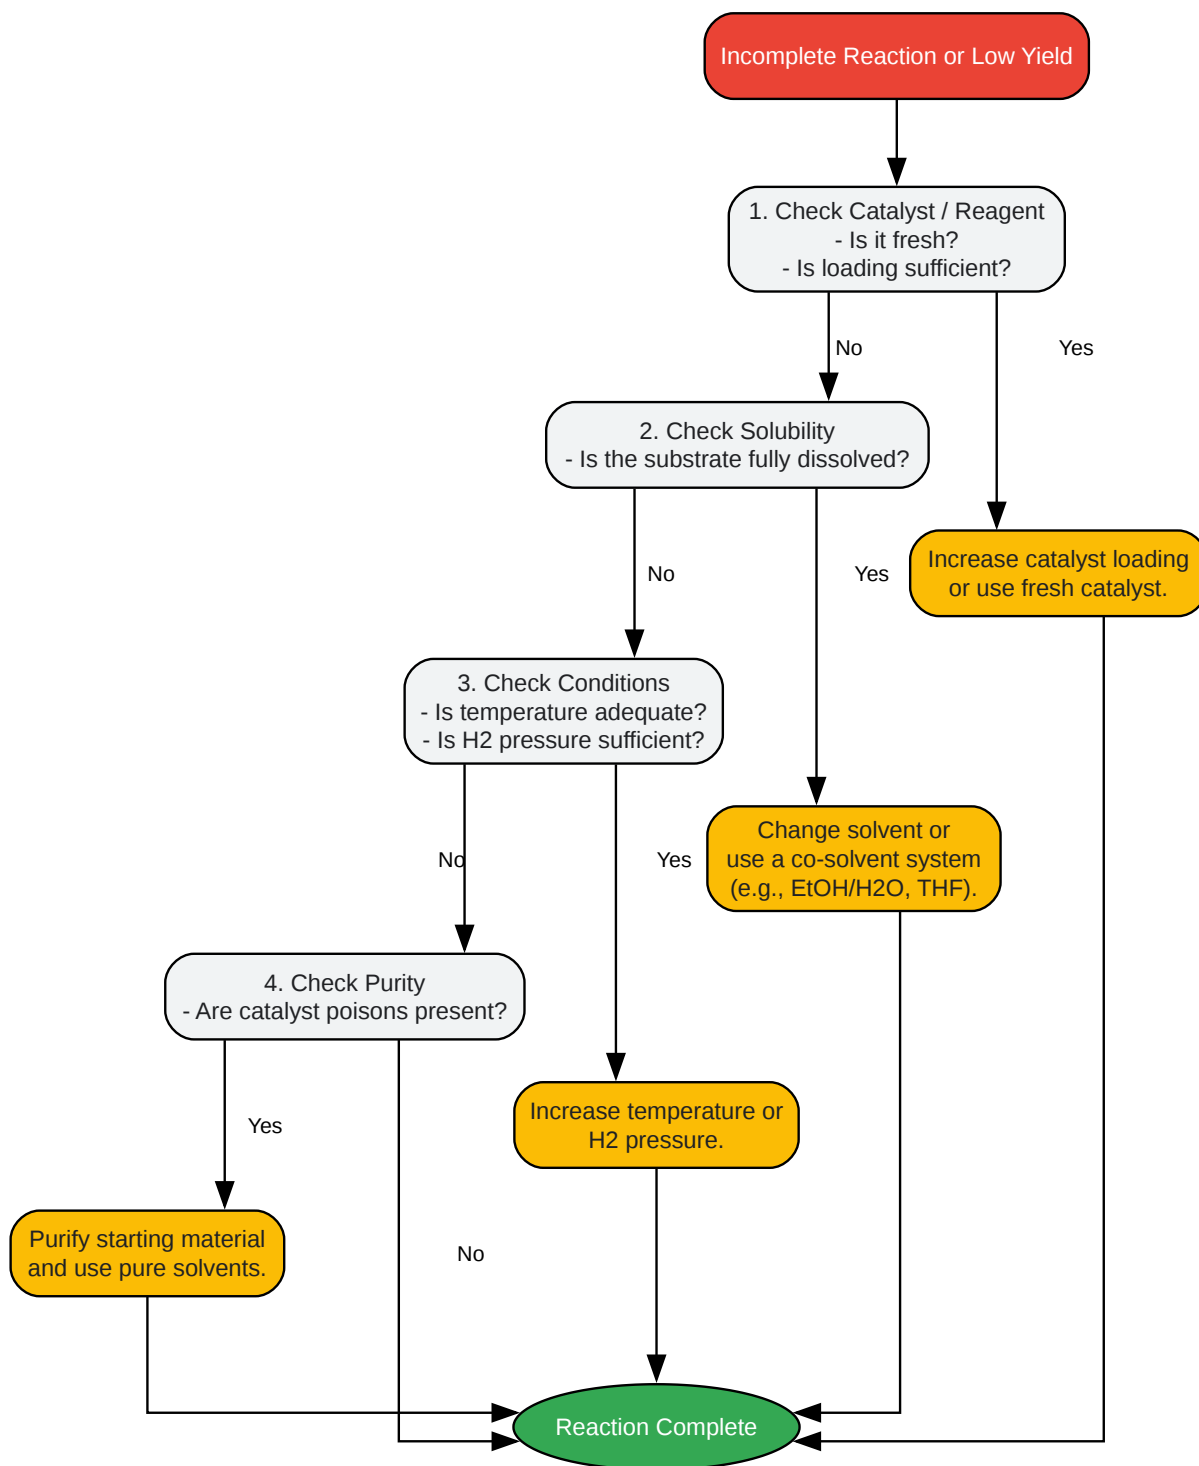 Incomplete Reaction or Low Yield
1. Check Catalyst / Reagent
- Is it fresh?
- Is loading sufficient?
No
Yes
2. Check Solubility
- Is the substrate fully dissolved?
Increase catalyst loading
or use fresh catalyst.
No
Yes
3. Check Conditions
- Is temperature adequate?
- Is H2 pressure sufficient?
Change solvent or
use a co-solvent system
(e.g., EtOH/H2O, THF).
No
Yes
4. Check Purity
- Are catalyst poisons present?
Increase temperature or
H2 pressure.
Yes
Purify starting material
and use pure solvents.
No
Reaction Complete